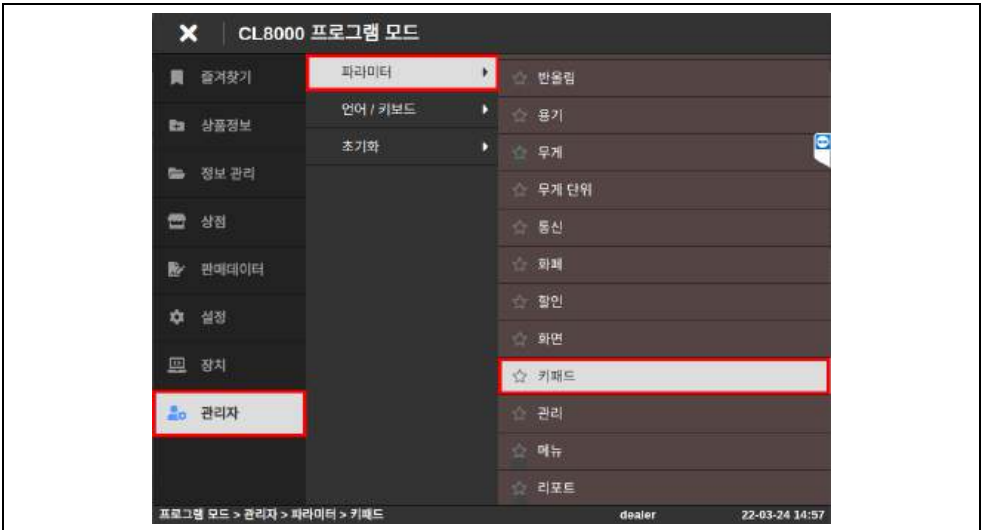 CL8000 프로그램 모드
즐겨찾기
상품정보
정보 관리
상점
판매데이터
설정
장치
관리자
파라미터
언어 / 키보드
초기화
반올림
용기
무게
무게 단위
통신
화폐
할인
화면
키패드
관리
메뉴
리포트
프로그램 모드 > 관리자 > 파라미터 > 키패드
dealer
22-03-24 14:57